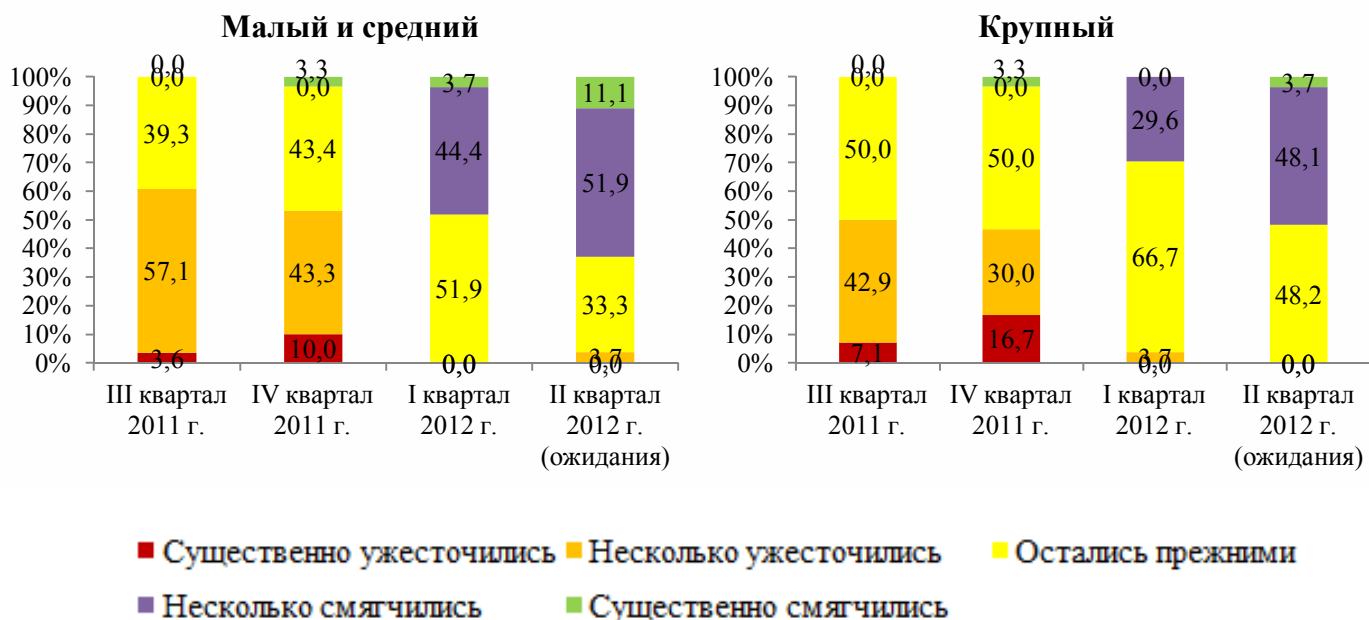 Малый и средний
0,0
3,3
100%
0,0
0,0
3,7
11,1
90%
80%
39,3
43,4
44,4
70%
60%
51,9
50%
40%
57,1
43,3
51,9
30%
33,3
20%
10%
3,6
10,0
3,7
0%
0,0
0,0
0,0
III квартал
2011 г.
IV квартал
2011 г.
I квартал
2012 г.
II квартал
2012 г.
(ожидания)
Крупный
0,0
3,3
0,0
100%
0,0
0,0
3,7
90%
29,6
80%
70%
50,0
50,0
48,1
60%
50%
40%
66,7
30%
42,9
30,0
48,2
20%
10%
7,1
16,7
3,7
0%
0,0
0,0
0,0
III квартал
2011 г.
IV квартал
2011 г.
I квартал
2012 г.
II квартал
2012 г.
(ожидания)
Существенно ужесточились
Несколько ужесточились
Остались прежними
Несколько смягчились
Существенно смягчились